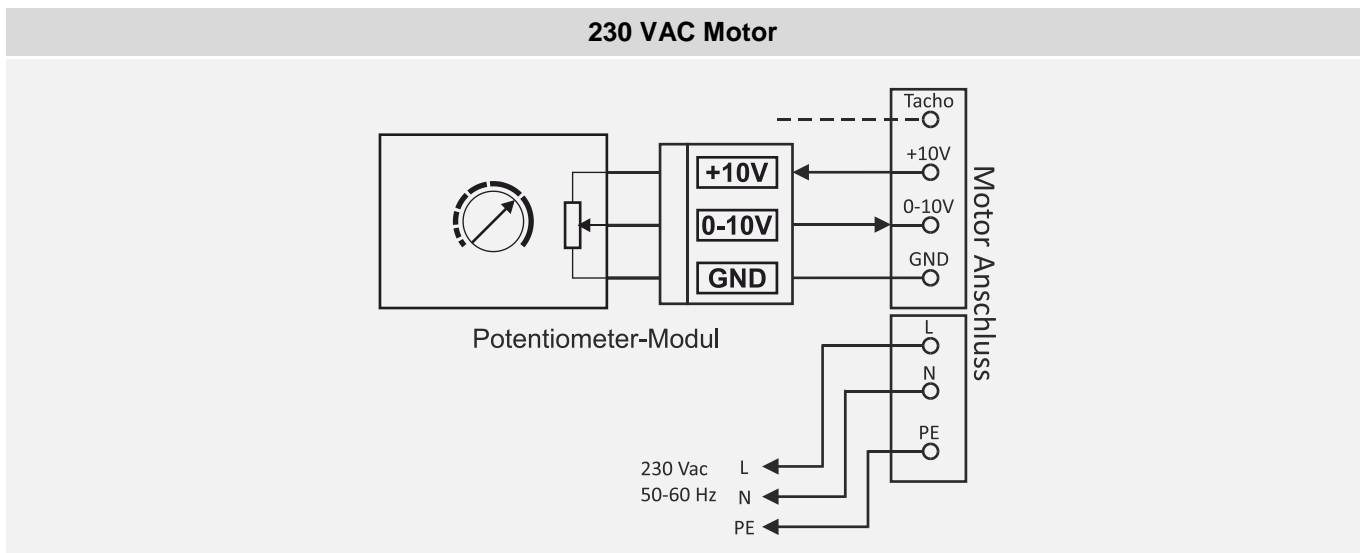 230 VAC Motor
Tacho
+10V
0-10V
GND
Motor Anschluss
+10V
0-10V
GND
Potentiometer-Modul
L
N
PE
230 Vac L
50-60 Hz N
PE